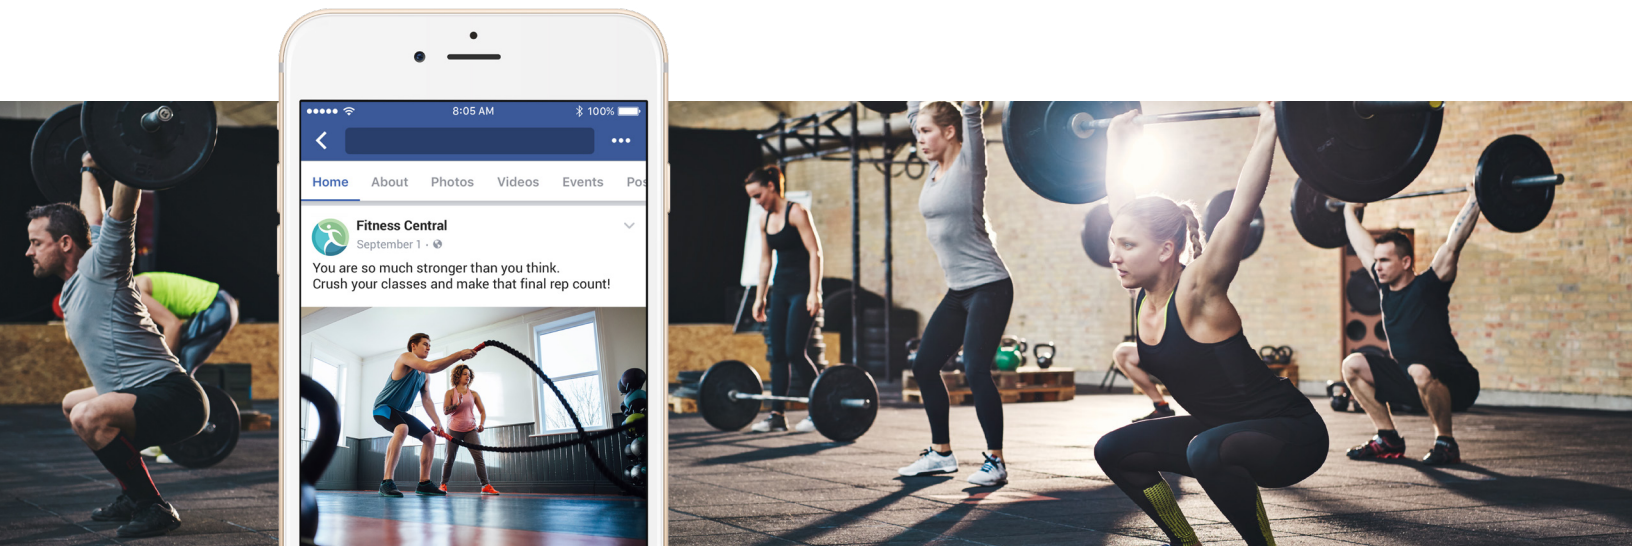 8:05 AM 100%
Home About Photos Videos Events Pos
Fitness Central
September 1 ·
You are so much stronger than you think.
Crush your classes and make that final rep count!